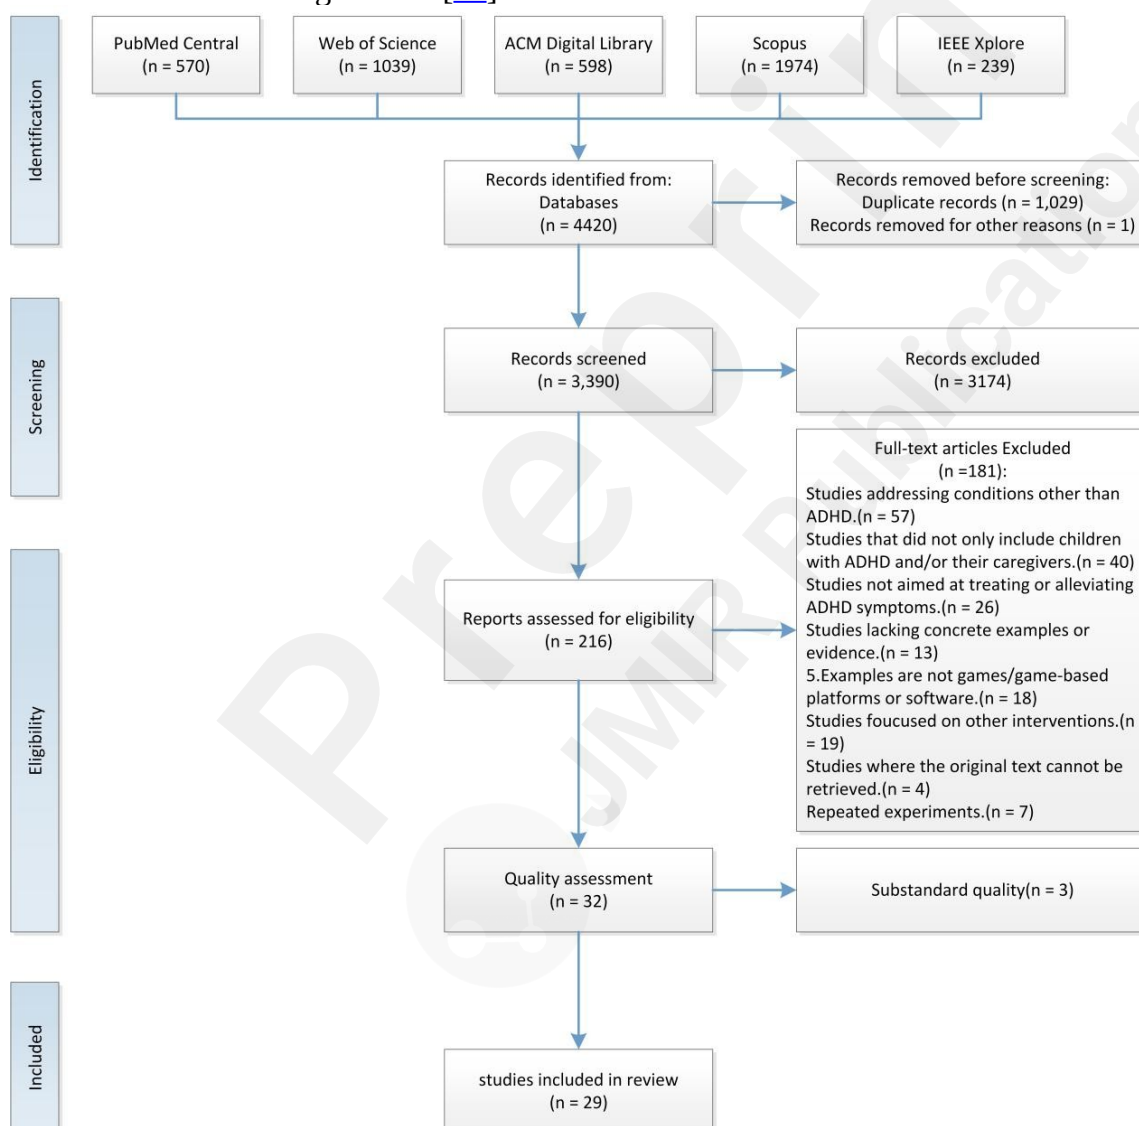 PubMed Central
(n = 570)
Web of Science
(n = 1039)
ACM Digital Library
(n = 598)
Scopus
(n = 1974)
IEEE Xplore
(n = 239)
Identification
Records identified from:
Databases
(n = 4420)
Records removed before screening:
Duplicate records (n = 1,029)
Records removed for other reasons (n = 1)
Screening
Records screened
(n = 3,390)
Records excluded
(n = 3174)
Full-text articles Excluded
(n =181):
Studies addressing conditions other than
ADHD.(n = 57)
Studies that did not only include children
with ADHD and/or their caregivers.(n = 40)
Studies not aimed at treating or alleviating
ADHD symptoms.(n = 26)
Studies lacking concrete examples or
evidence.(n = 13)
5.Examples are not games/game-based
platforms or software.(n = 18)
Studies foucused on other interventions.(n
= 19)
Studies where the original text cannot be
retrieved.(n = 4)
Repeated experiments.(n = 7)
Eligibility
Reports assessed for eligibility
(n = 216)
Quality assessment
(n = 32)
Substandard quality(n = 3)
Included
studies included in review
(n = 29)
Preprin
JMIR Publication